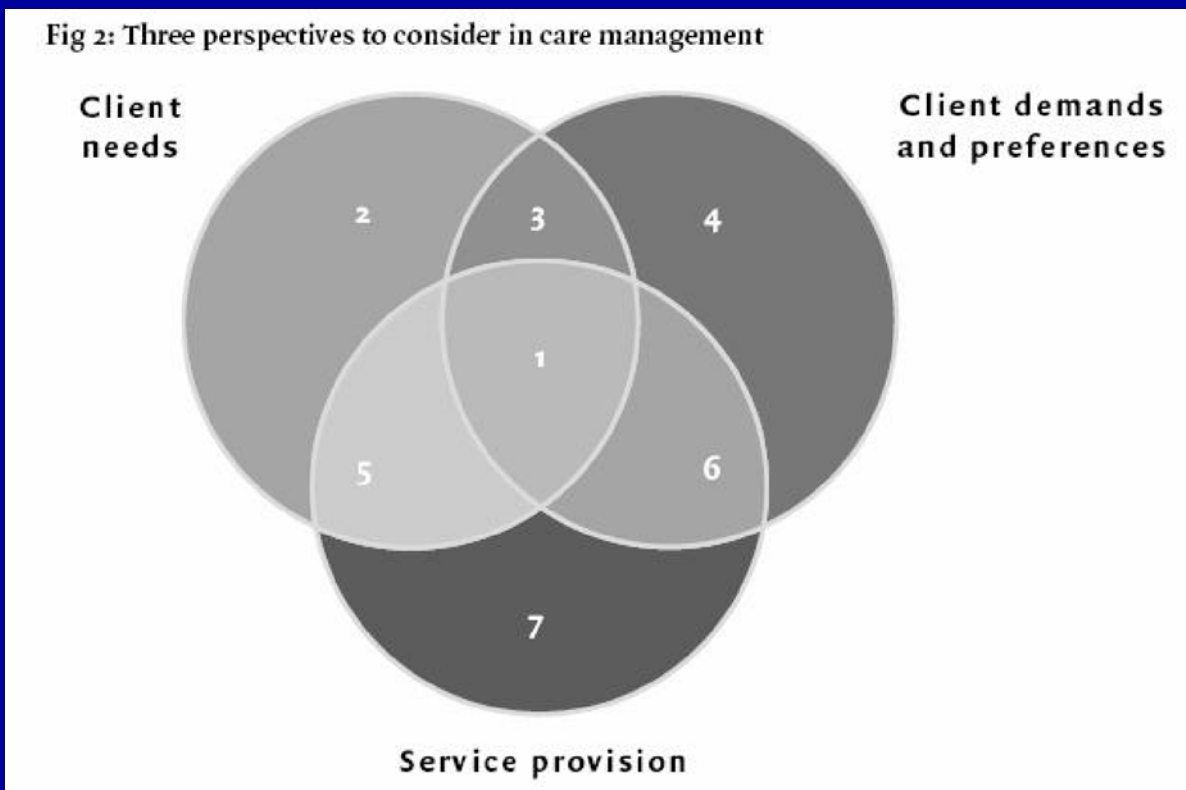 Fig 2: Three perspectives to consider in care management
Client
needs
Client demands
and preferences
2
3
4
1
5
6
7
Service provision